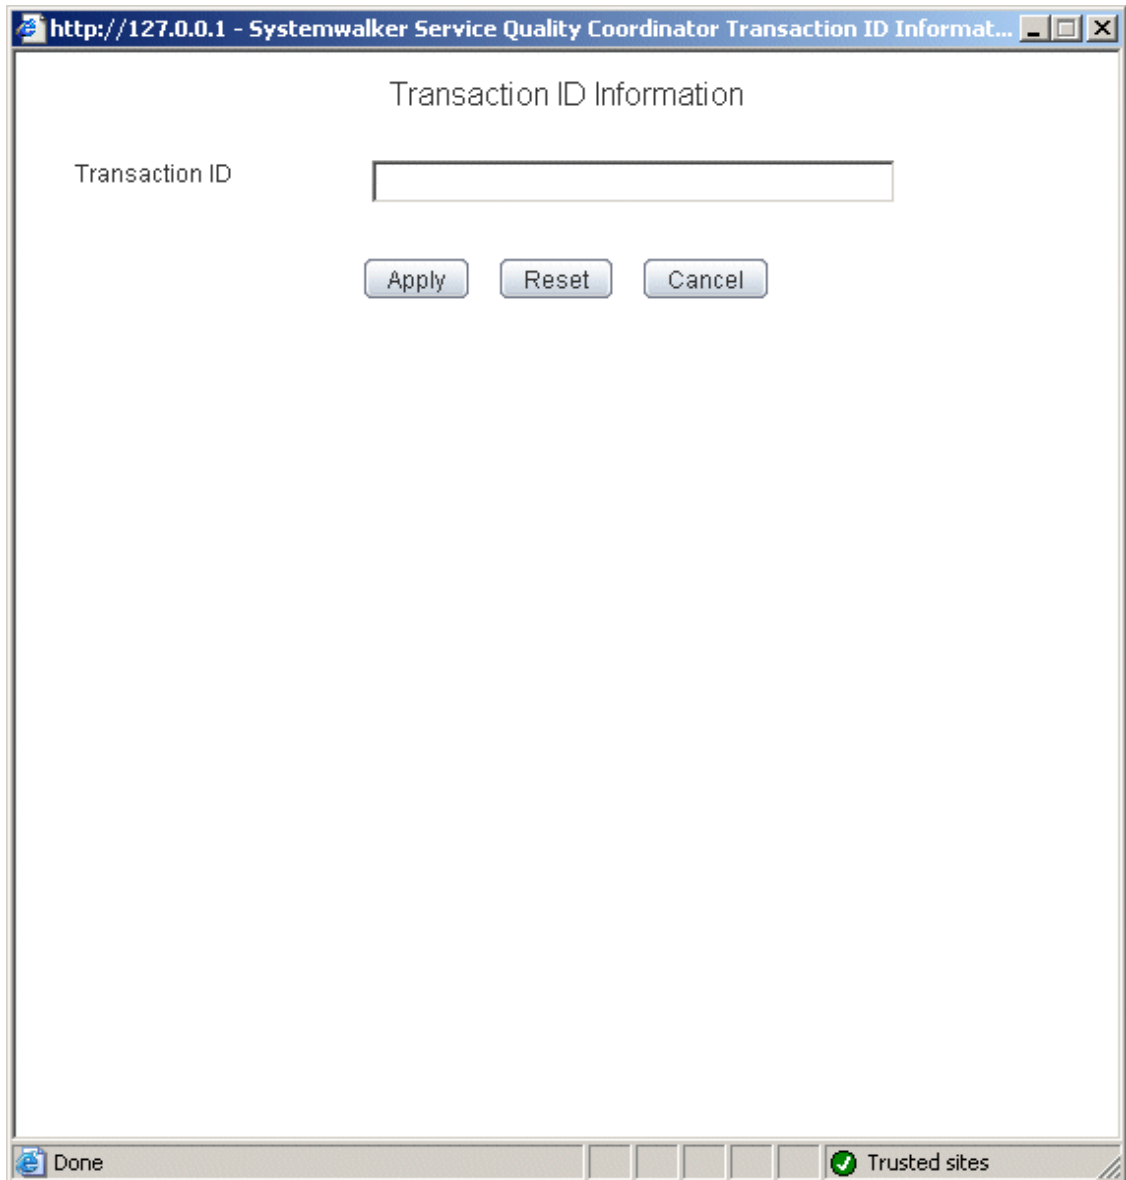 http://127.0.0.1 - Systemwalker Service Quality Coordinator Transaction ID Informat...
Transaction ID Information
Transaction ID
Apply Reset Cancel
Done Trusted sites